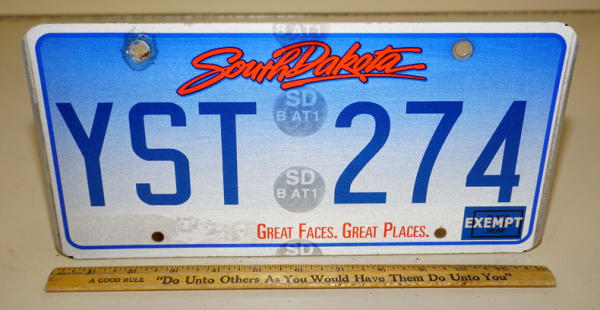 South Dakota
YST 274
SD
B AT1
SD
B AT1
GREAT FACES. GREAT PLACES.
EXEMPT
HERE
A GOOD RULE "Do Unto Others As You Would Have Them Do Unto You"